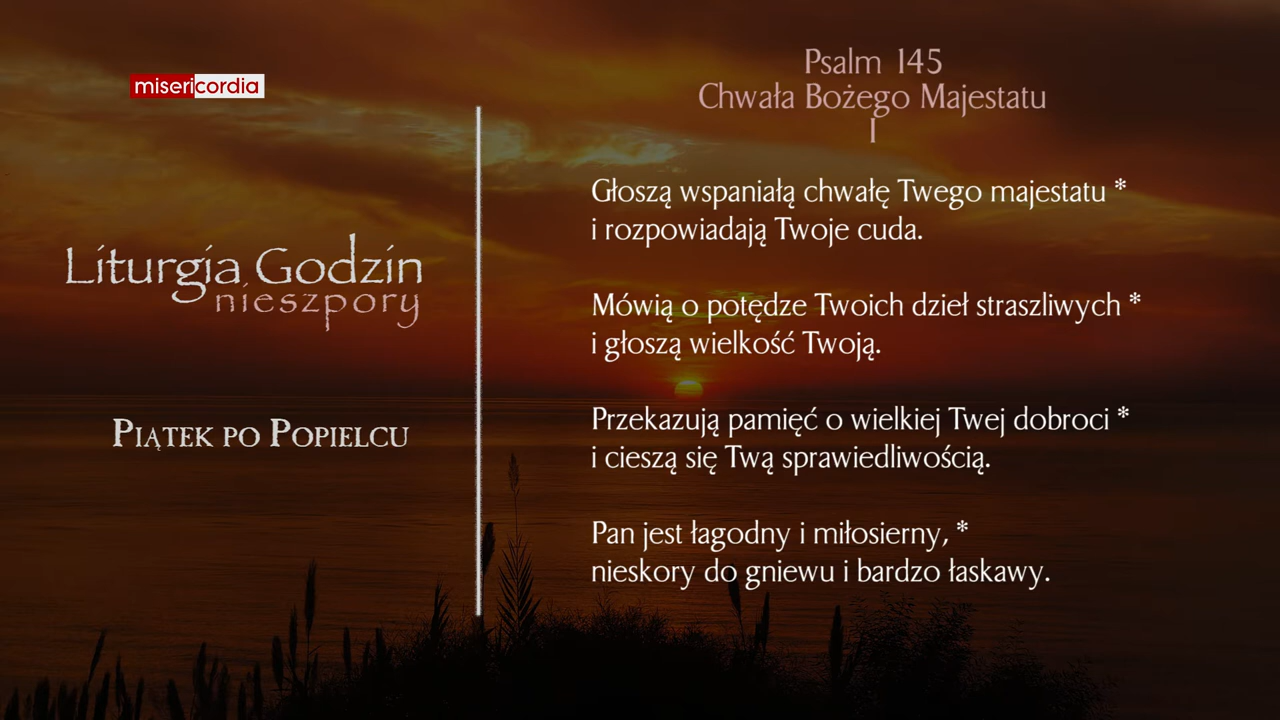 misericordia
Liturgia Godzin
nieszpory
Piątek po Popielcu
Psalm 145
Chwała Bożego Majestatu
I
Głoszą wspaniałą chwałę Twego majestatu *
i rozpowiadają Twoje cuda.
Mówią o potędze Twoich dzieł straszliwych *
i głoszą wielkość Twoją.
Przekazują pamięć o wielkiej Twej dobroci *
i cieszą się Twą sprawiedliwością.
Pan jest łagodny i miłosierny, *
nieskory do gniewu i bardzo łaskawy.